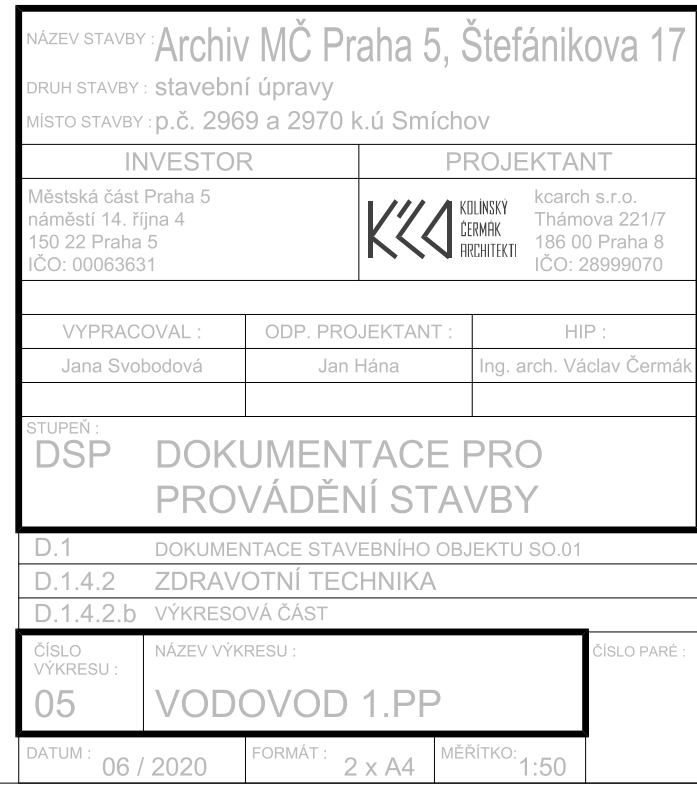 NÁZEV STAVBY : Archiv MČ Praha 5, Štefánikova 17
DRUH STAVBY : stavební úpravy
MÍSTO STAVBY : p.č. 2969 a 2970 k.ú Smíchov
INVESTOR
PROJEKTANT
Městská část Praha 5
náměstí 14. října 4
150 22 Praha 5
IČO: 00063631
KČA
KOLÍNSKÝ
ČERMÁK
ARCHITEKTI
kcarch s.r.o.
Thámova 221/7
186 00 Praha 8
IČO: 28999070
VYPRACOVAL :
ODP. PROJEKTANT :
HIP :
Jana Svobodová
Jan Hána
Ing. arch. Václav Čermák
STUPEŇ :
DSP DOKUMENTACE PRO
PROVÁDĚNÍ STAVBY
D.1 DOKUMENTACE STAVEBNÍHO OBJEKTU SO.01
D.1.4.2 ZDRAVOTNÍ TECHNIKA
D.1.4.2.b VÝKRESOVÁ ČÁST
ČÍSLO
VÝKRESU :
05
NÁZEV VÝKRESU :
VODOVOD 1.PP
ČÍSLO PARÉ :
DATUM : 06 / 2020
FORMÁT : 2 x A4
MĚŘÍTKO: 1:50